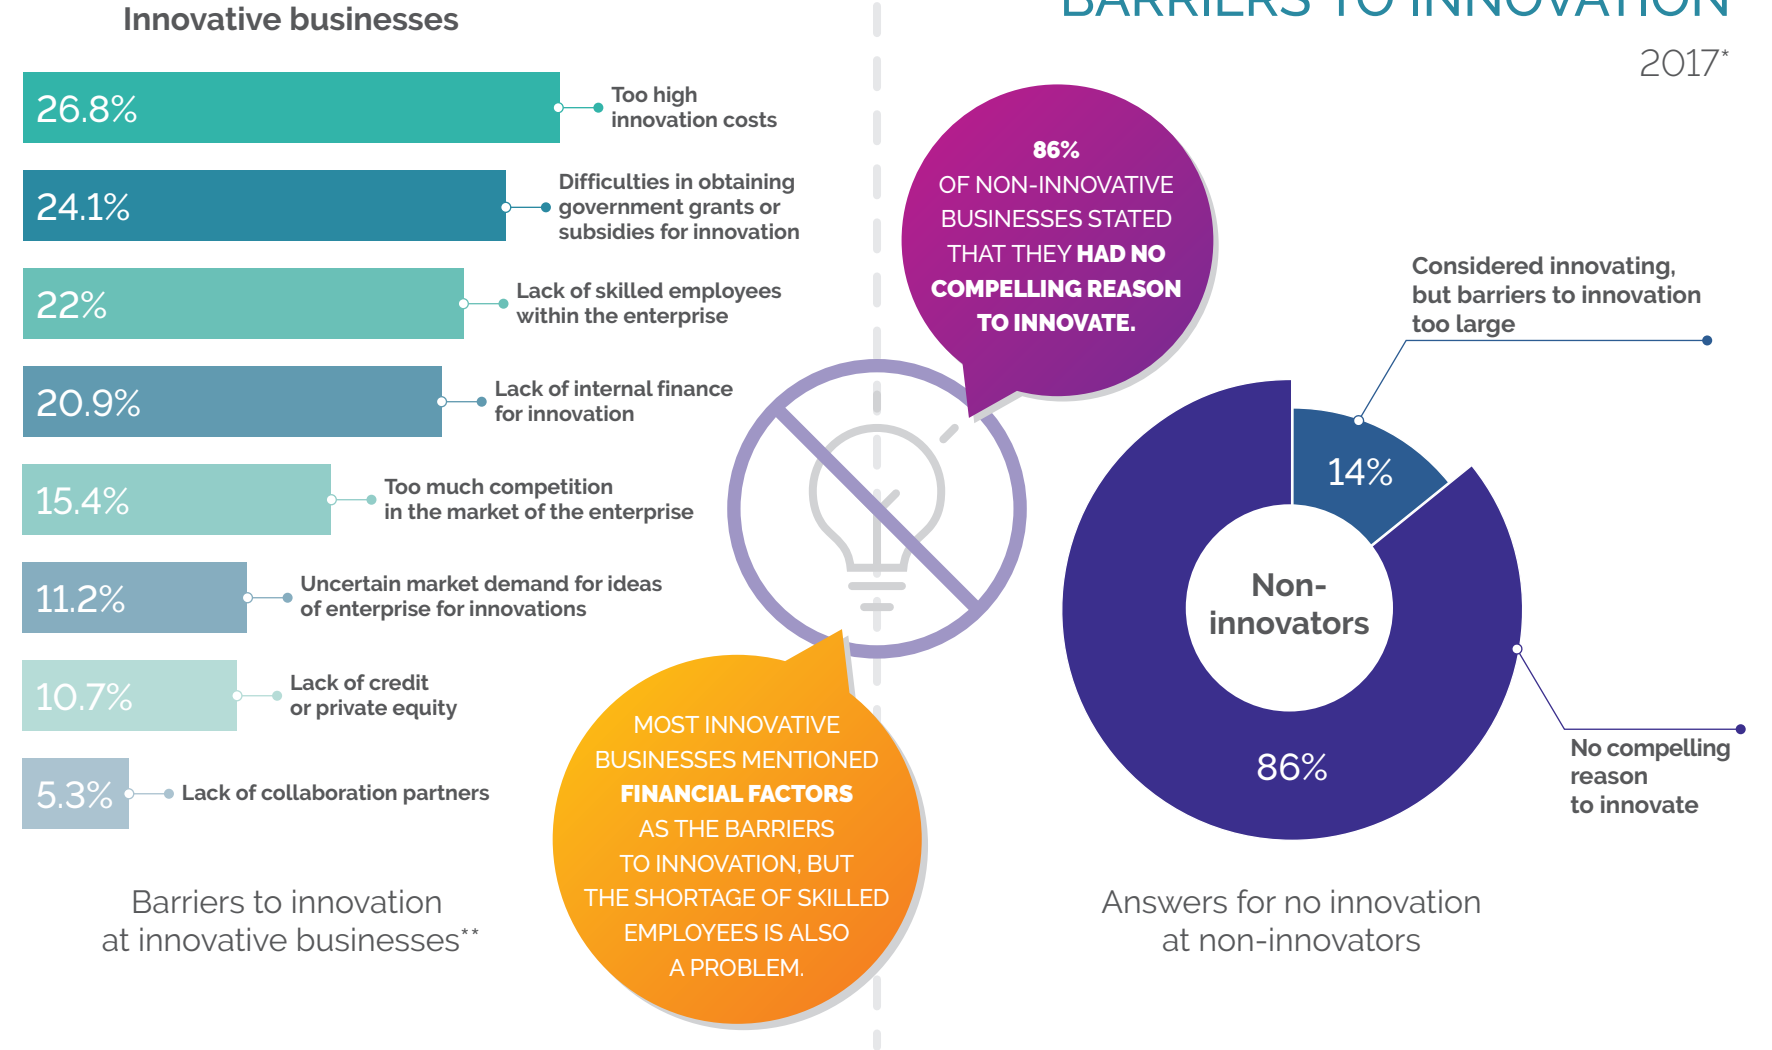 Innovative businesses
26.8%
Too high
innovation costs
24.1%
Difficulties in obtaining
government grants or
subsidies for innovation
22%
Lack of skilled employees
within the enterprise
20.9%
Lack of internal finance
for innovation
15.4%
Too much competition
in the market of the enterprise
11.2%
Uncertain market demand for ideas
of enterprise for innovations
10.7%
Lack of credit
or private equity
5.3%
Lack of collaboration partners
Barriers to innovation
at innovative businesses**
MOST INNOVATIVE
BUSINESSES MENTIONED
FINANCIAL FACTORS
AS THE BARRIERS
TO INNOVATION, BUT
THE SHORTAGE OF SKILLED
EMPLOYEES IS ALSO
A PROBLEM.
BARRIERS TO INNOVATION
2017*
86%
OF NON-INNOVATIVE
BUSINESSES STATED
THAT THEY HAD NO
COMPELLING REASON
TO INNOVATE.
Considered innovating,
but barriers to innovation
too large
14%
Non-
innovators
86%
No compelling
reason
to innovate
Answers for no innovation
at non-innovators